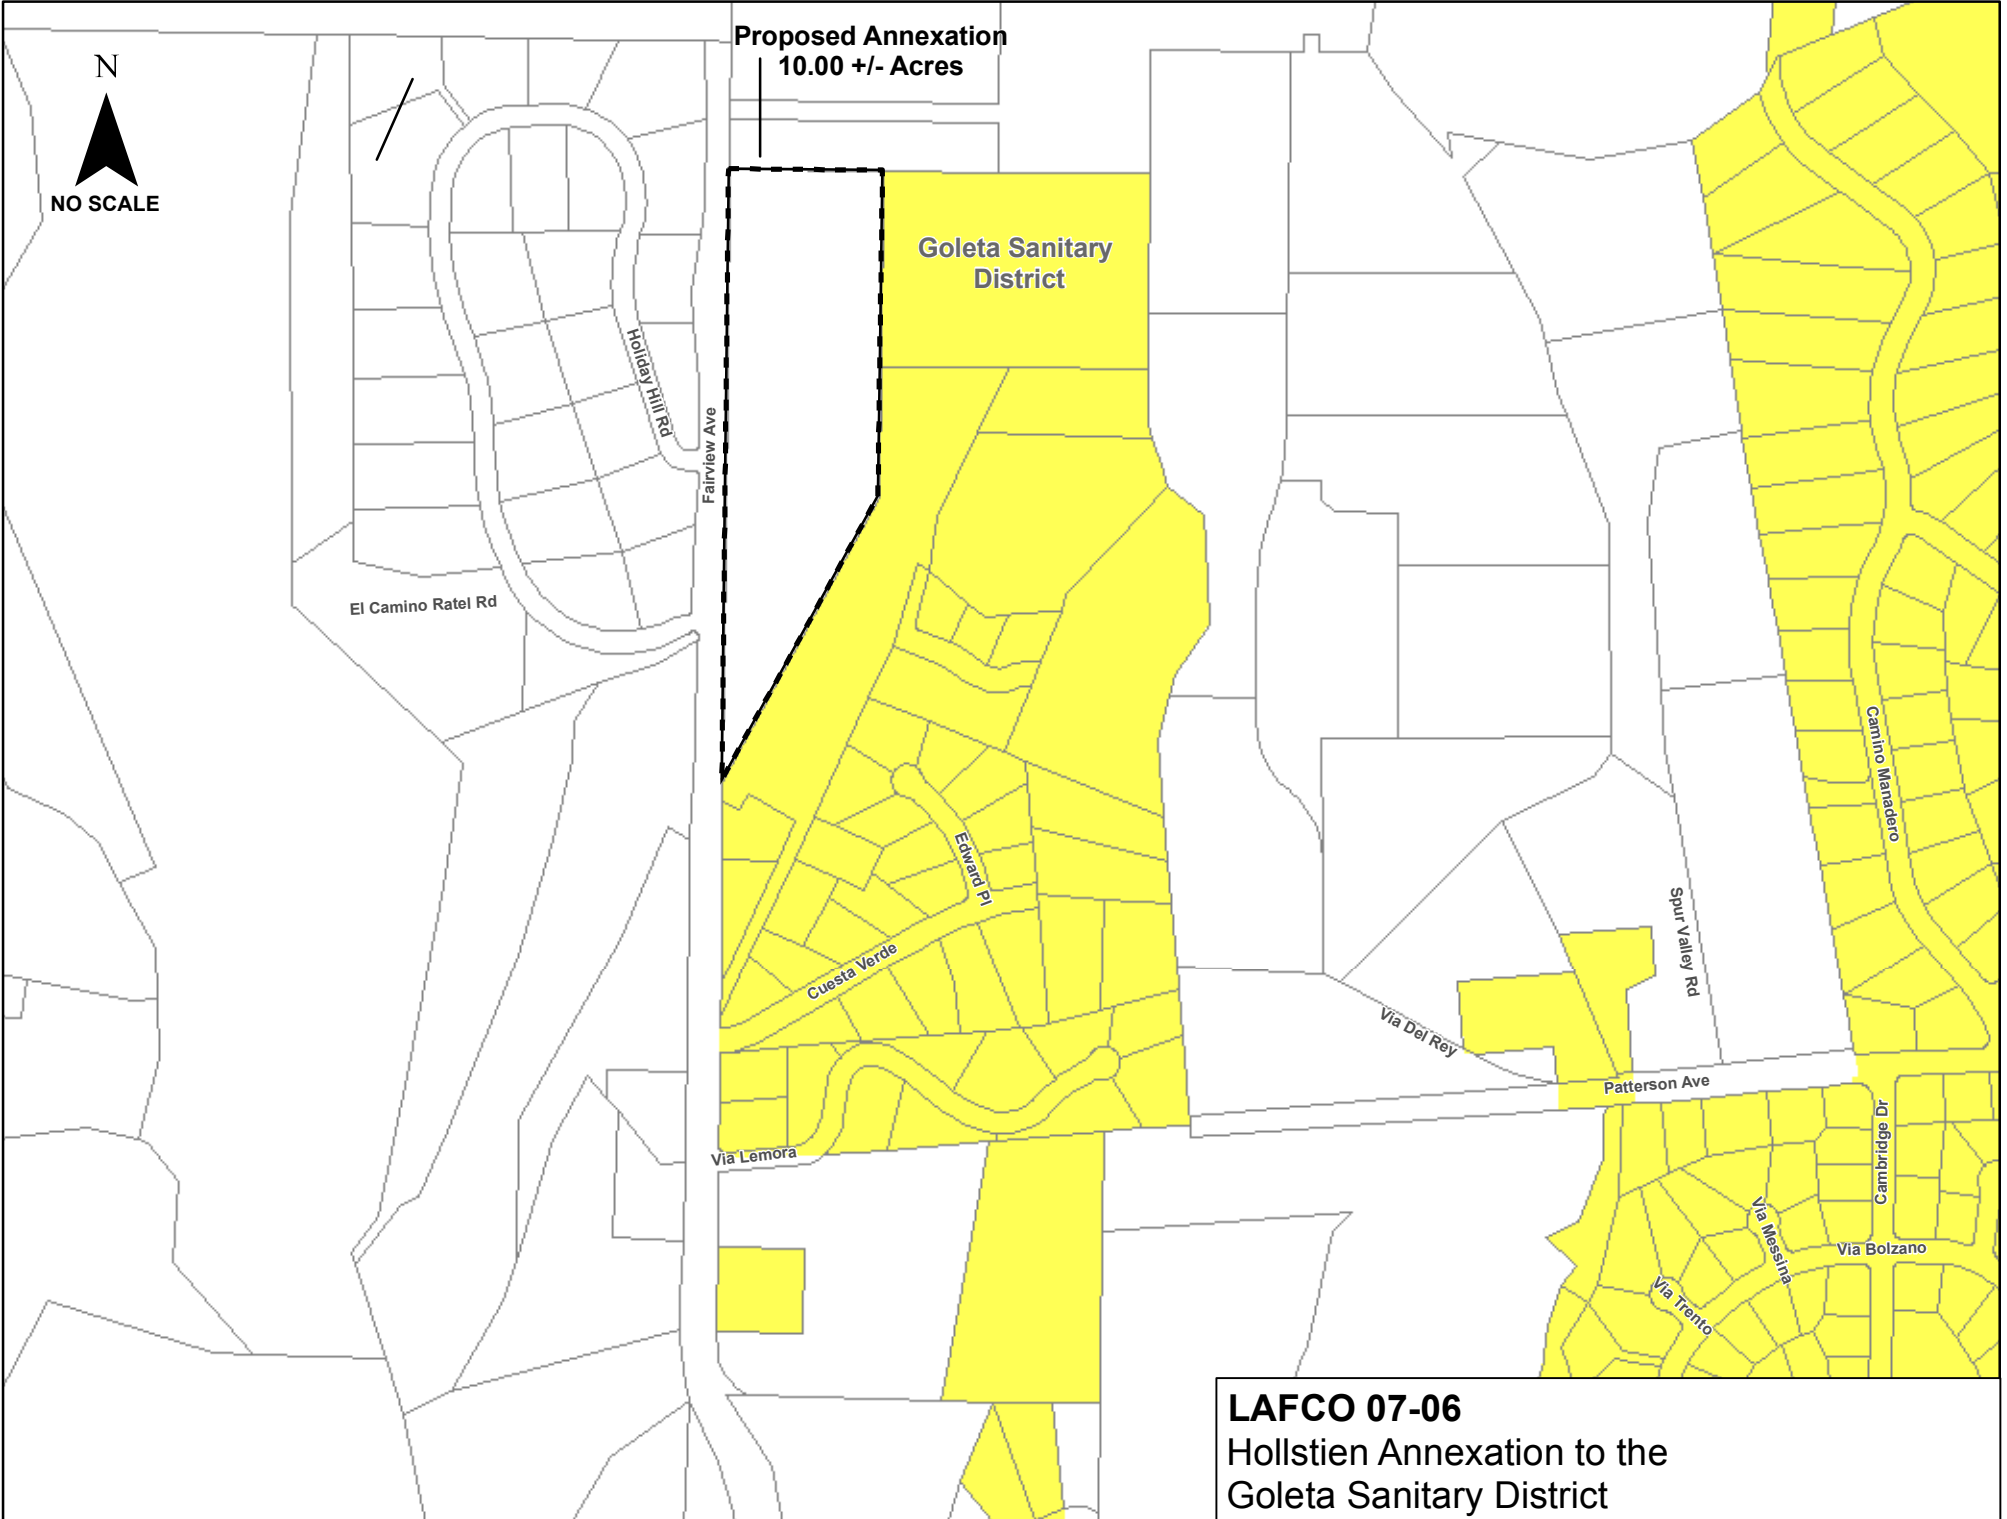 Proposed Annexation
10.00 +/- Acres
N
NO SCALE
Goleta Sanitary
District
Holiday Hill Rd
Fairview Ave
El Camino Ratel Rd
Camino Manadero
Edward Pl
Spur Valley Rd
Cuesta Verde
Via Del Rey
Patterson Ave
Via Lemora
Cambridge Dr
Via Messina
Via Bolzano
Via Trento
LAFCO 07-06
Hollstien Annexation to the
Goleta Sanitary District